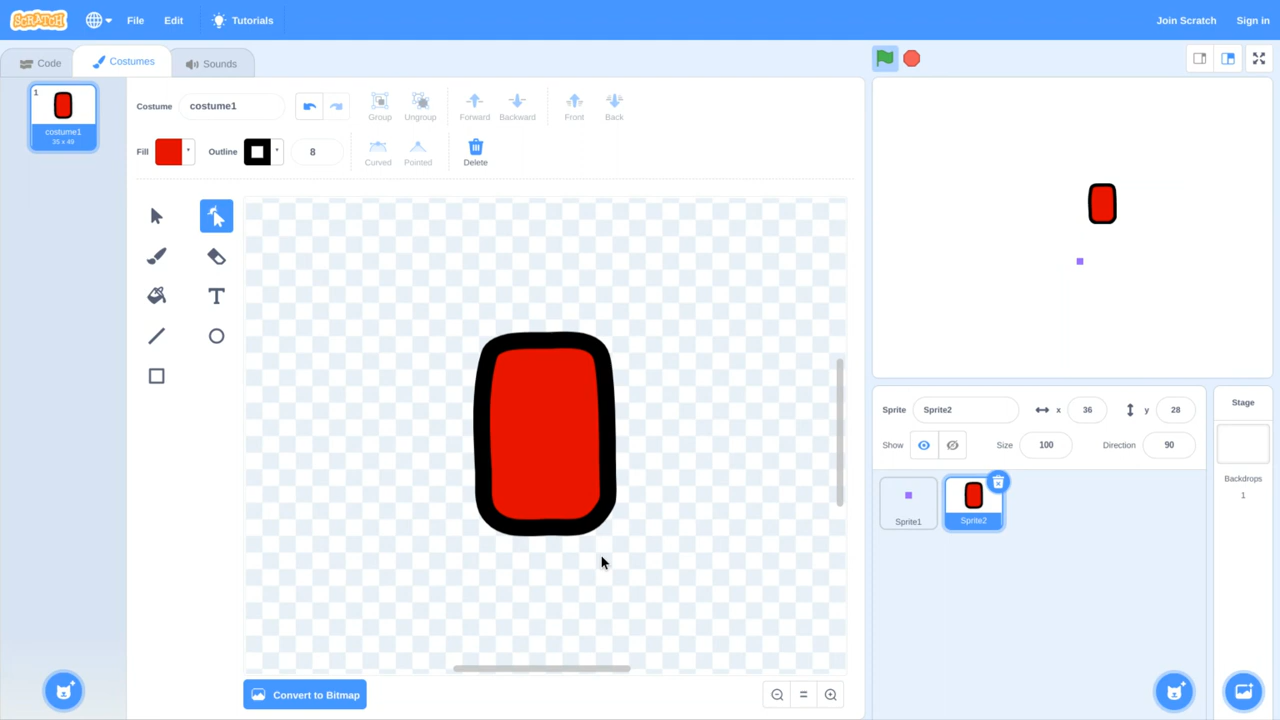 SCRATCH File Edit Tutorials Join Scratch Sign in
Code Costumes Sounds
1
costume1
35 x 49
Costume costume1 Group Ungroup Forward Backward Front Back
Fill Outline 8 Curved Pointed Delete
Convert to Bitmap
Sprite Sprite2 x 36 y 28
Show Size 100 Direction 90
Sprite1 Sprite2
Stage
Backdrops
1